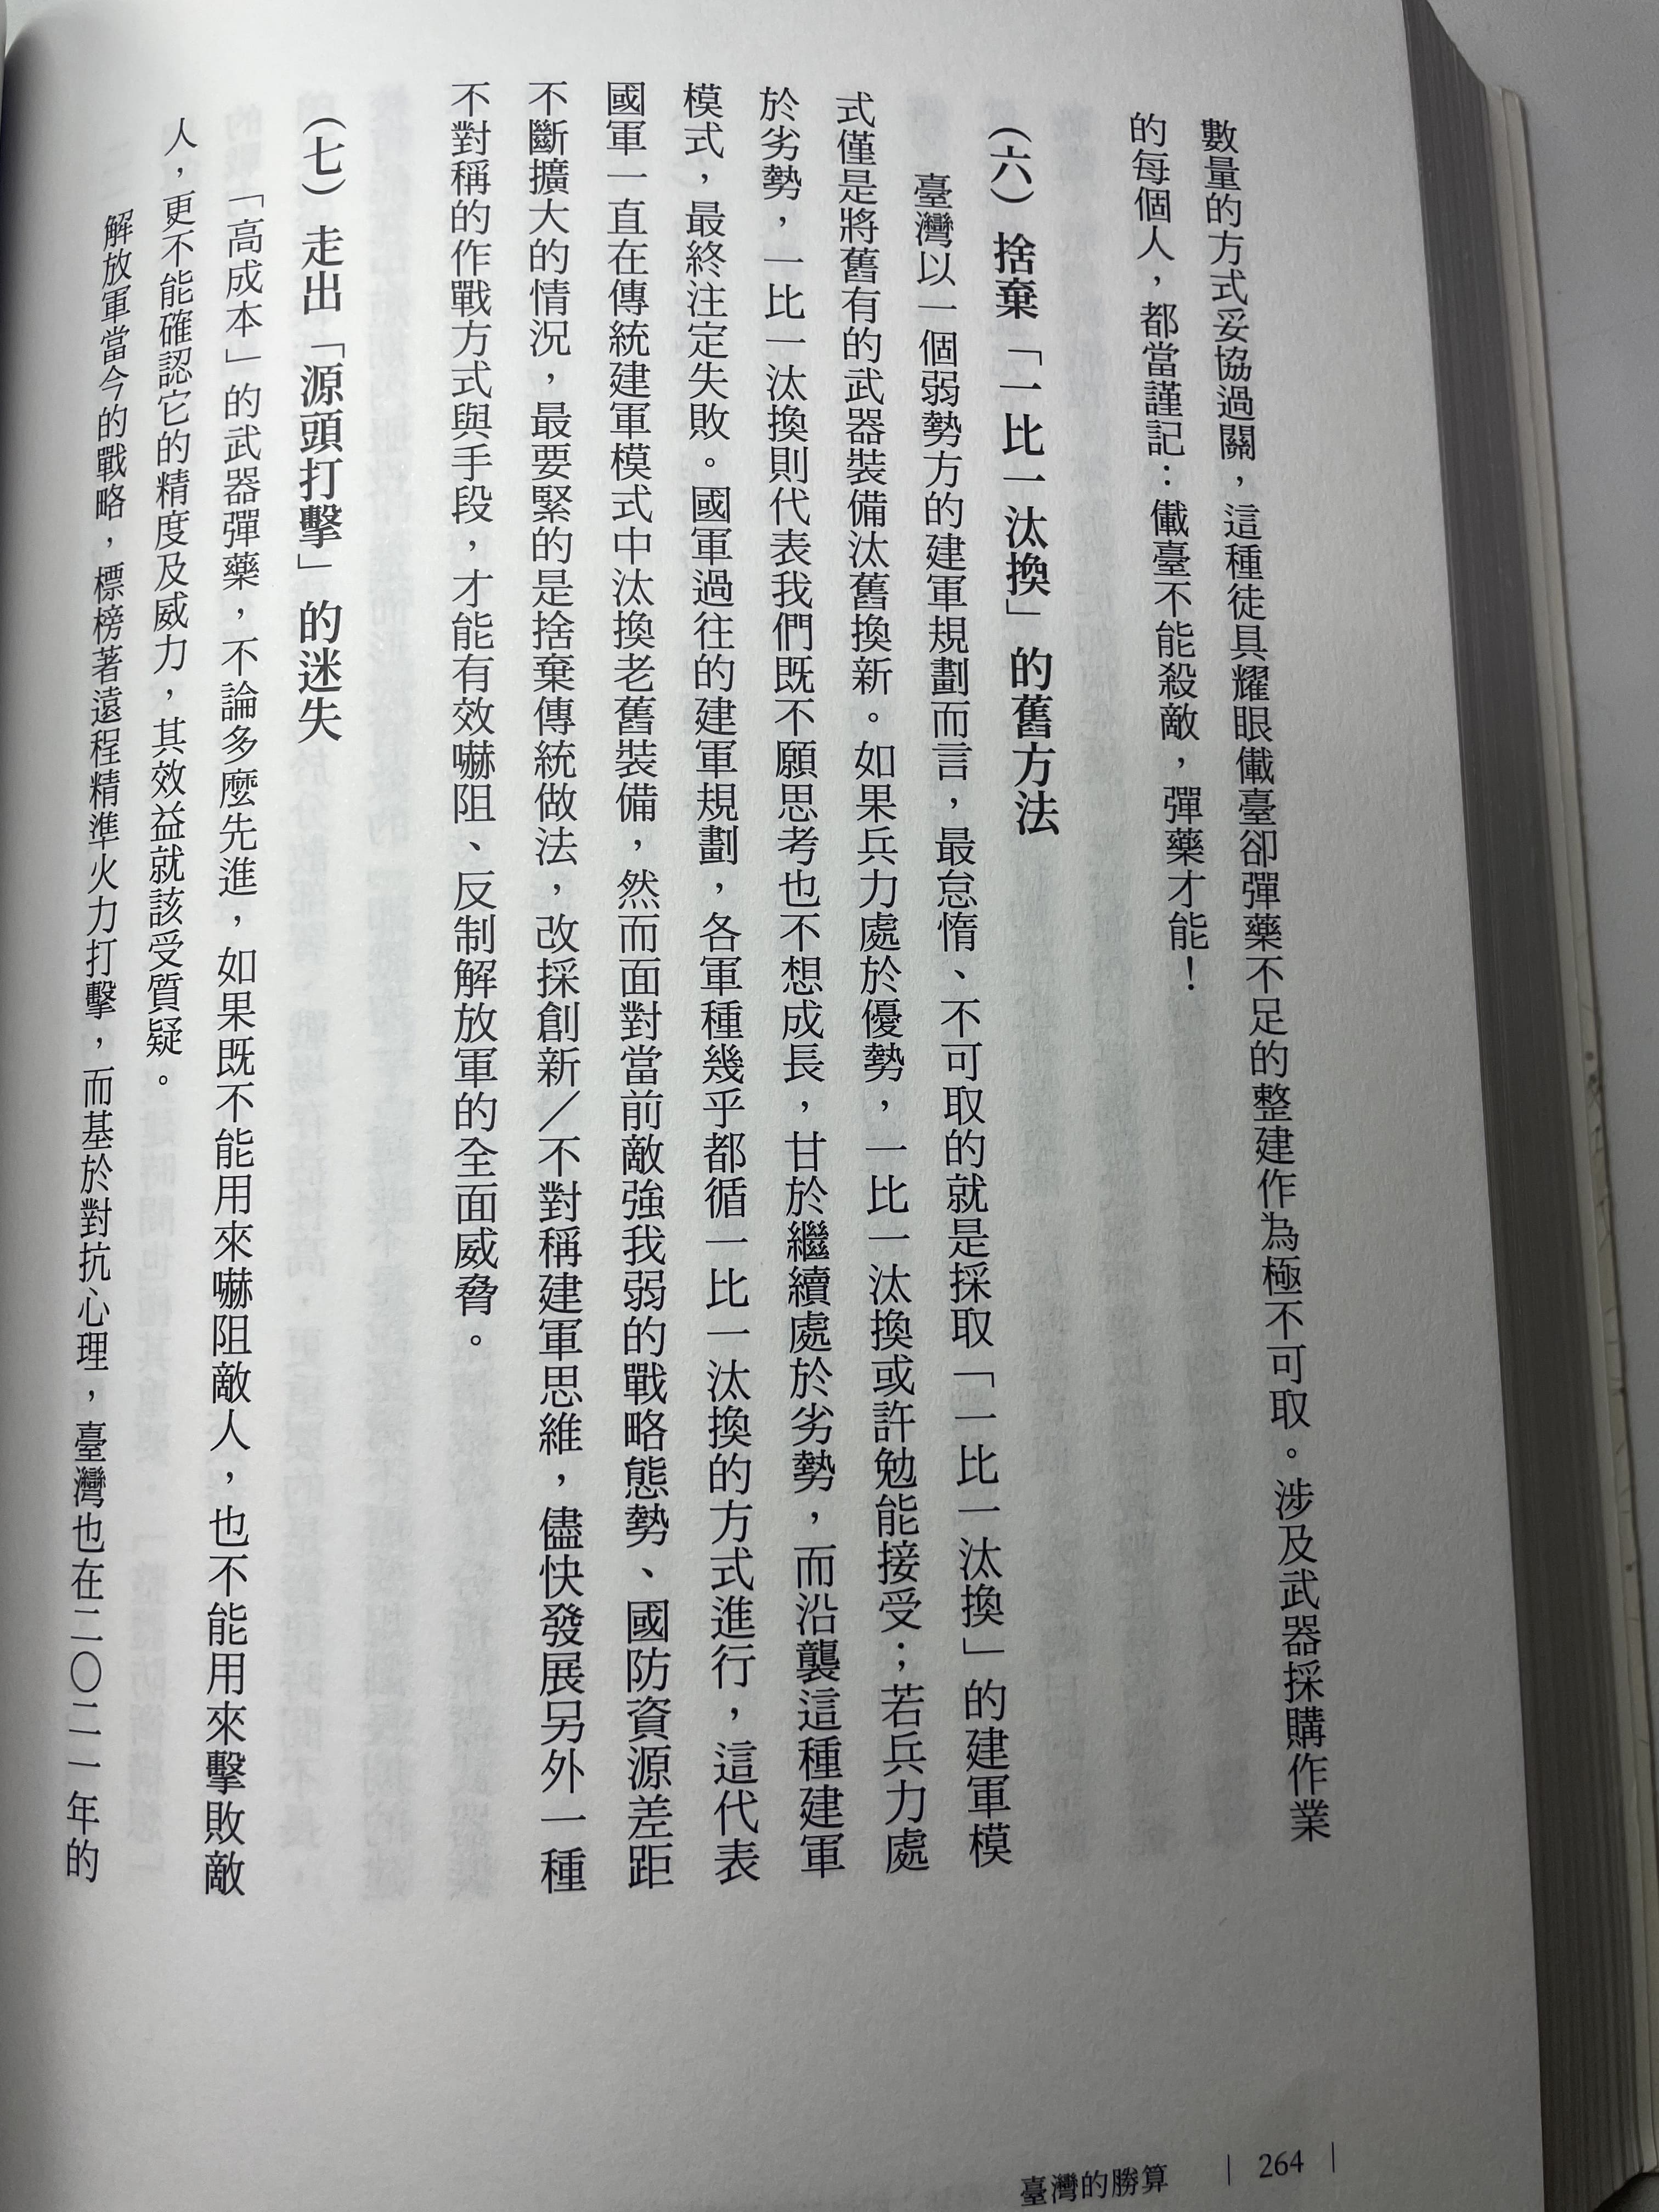 數量的方式妥協過關，這種徒具耀眼儎臺卻彈藥不足的整建作為極不可取。涉及武器採購作業
的每個人，都當謹記：儎臺不能殺敵，彈藥才能！
（六）捨棄「一比一汰換」的舊方法
臺灣以一個弱勢方的建軍規劃而言，最怠惰、不可取的就是採取「一比一汰換」的建軍模
式僅是將舊有的武器裝備汰舊換新。如果兵力處於優勢，一比一汰換或許勉能接受；若兵力處
於劣勢，一比一汰換則代表我們既不願思考也不想成長，甘於繼續處於劣勢，而沿襲這種建軍
模式，最終注定失敗。國軍過往的建軍規劃，各軍種幾乎都循一比一汰換的方式進行，這代表
國軍一直在傳統建軍模式中汰換老舊裝備，然而面對當前敵強我弱的戰略態勢、國防資源差距
不斷擴大的情況，最要緊的是捨棄傳統做法，改採創新／不對稱建軍思維，儘快發展另外一種
不對稱的作戰方式與手段，才能有效嚇阻、反制解放軍的全面威脅。
（七）走出「源頭打擊」的迷失
「高成本」的武器彈藥，不論多麼先進，如果既不能用來嚇阻敵人，也不能用來擊敗敵
人，更不能確認它的精度及威力，其效益就該受質疑。
解放軍當今的戰略，標榜著遠程精準火力打擊，而基於對抗心理，臺灣也在二〇二一年的
臺灣的勝算 | 264 |